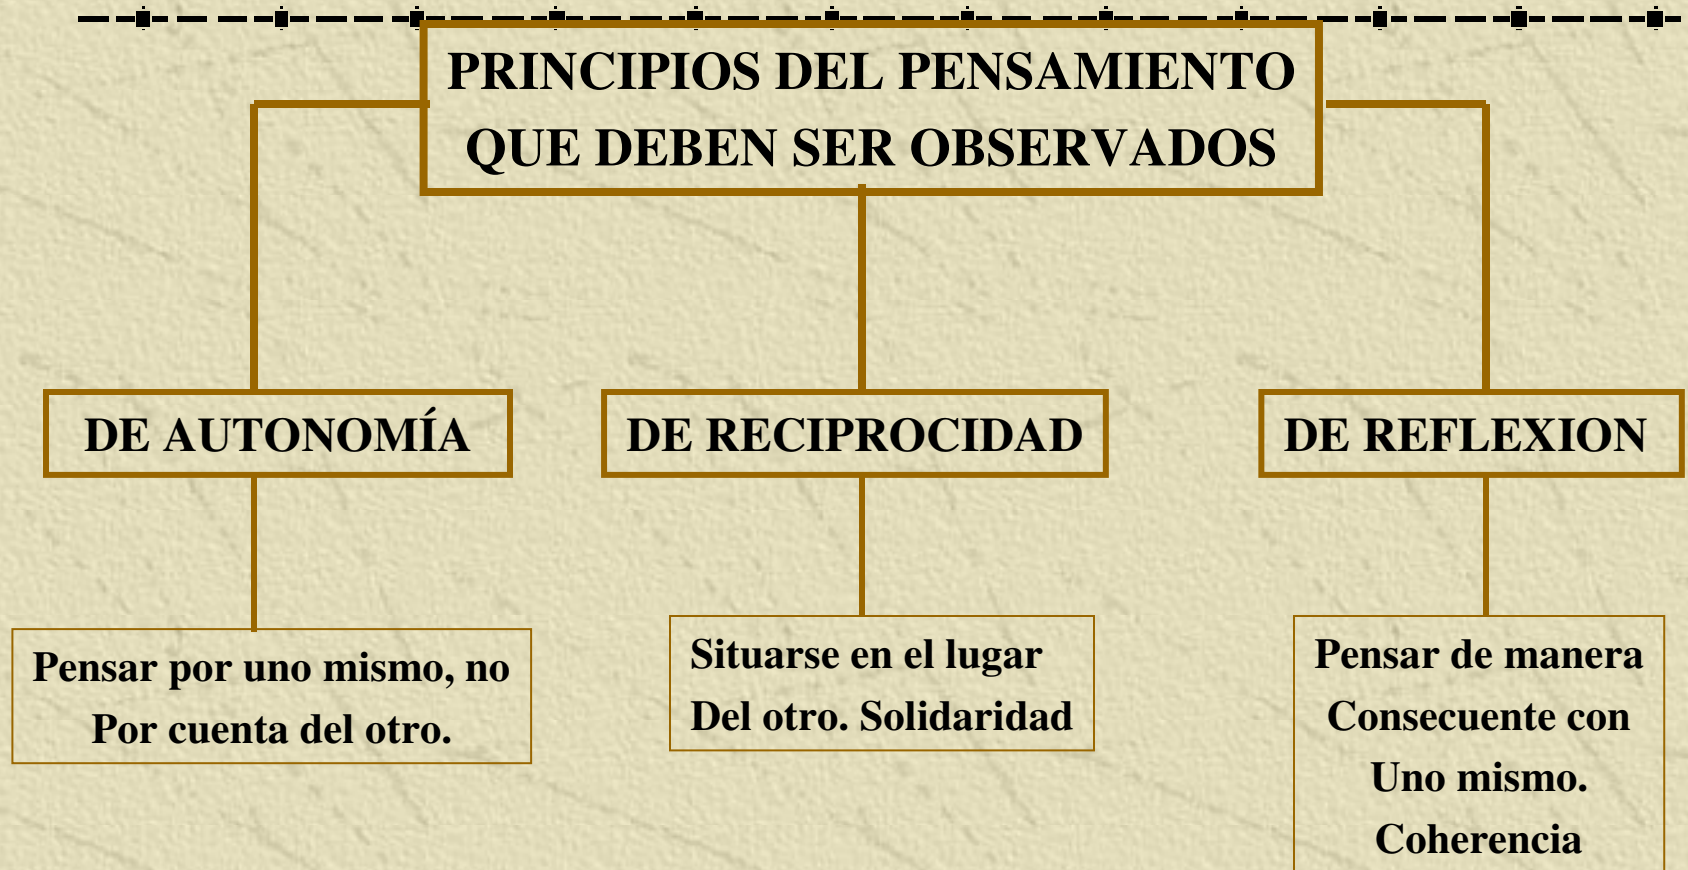 PRINCIPIOS DEL PENSAMIENTO
QUE DEBEN SER OBSERVADOS
DE AUTONOMÍA
DE RECIPROCIDAD
DE REFLEXION
Pensar por uno mismo, no
Por cuenta del otro.
Situarse en el lugar
Del otro. Solidaridad
Pensar de manera
Consecuente con
Uno mismo.
Coherencia